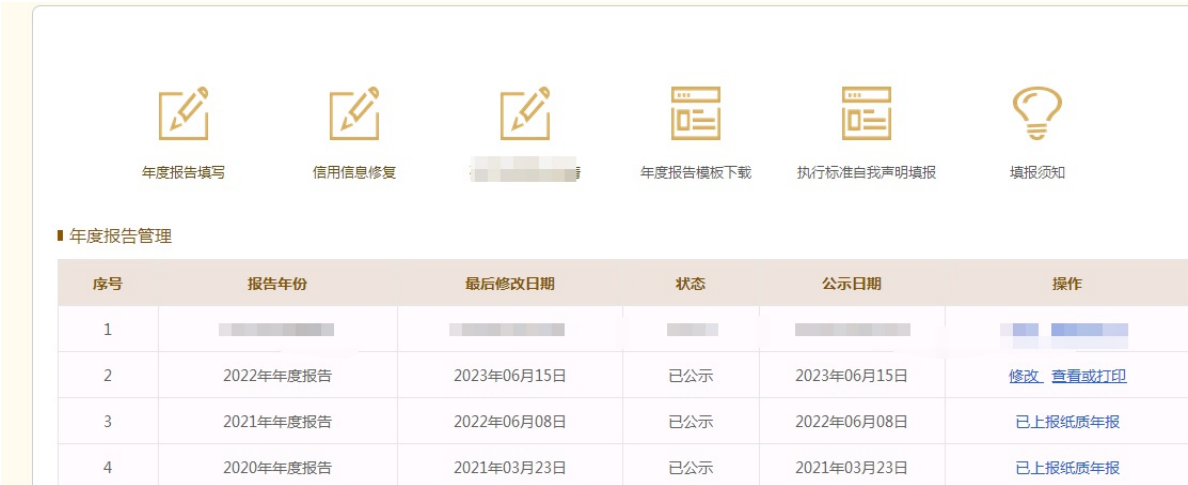 年度报告填写 信用信息修复 年度报告模板下载 执行标准自我声明填报 填报须知
年度报告管理
序号 报告年份 最后修改日期 状态 公示日期 操作
1
2 2022年年度报告 2023年06月15日 已公示 2023年06月15日 修改 查看或打印
3 2021年年度报告 2022年06月08日 已公示 2022年06月08日 已上报纸质年报
4 2020年年度报告 2021年03月23日 已公示 2021年03月23日 已上报纸质年报